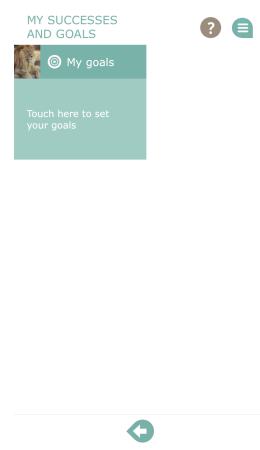 MY SUCCESSES
AND GOALS
?
My goals
Touch here to set
your goals